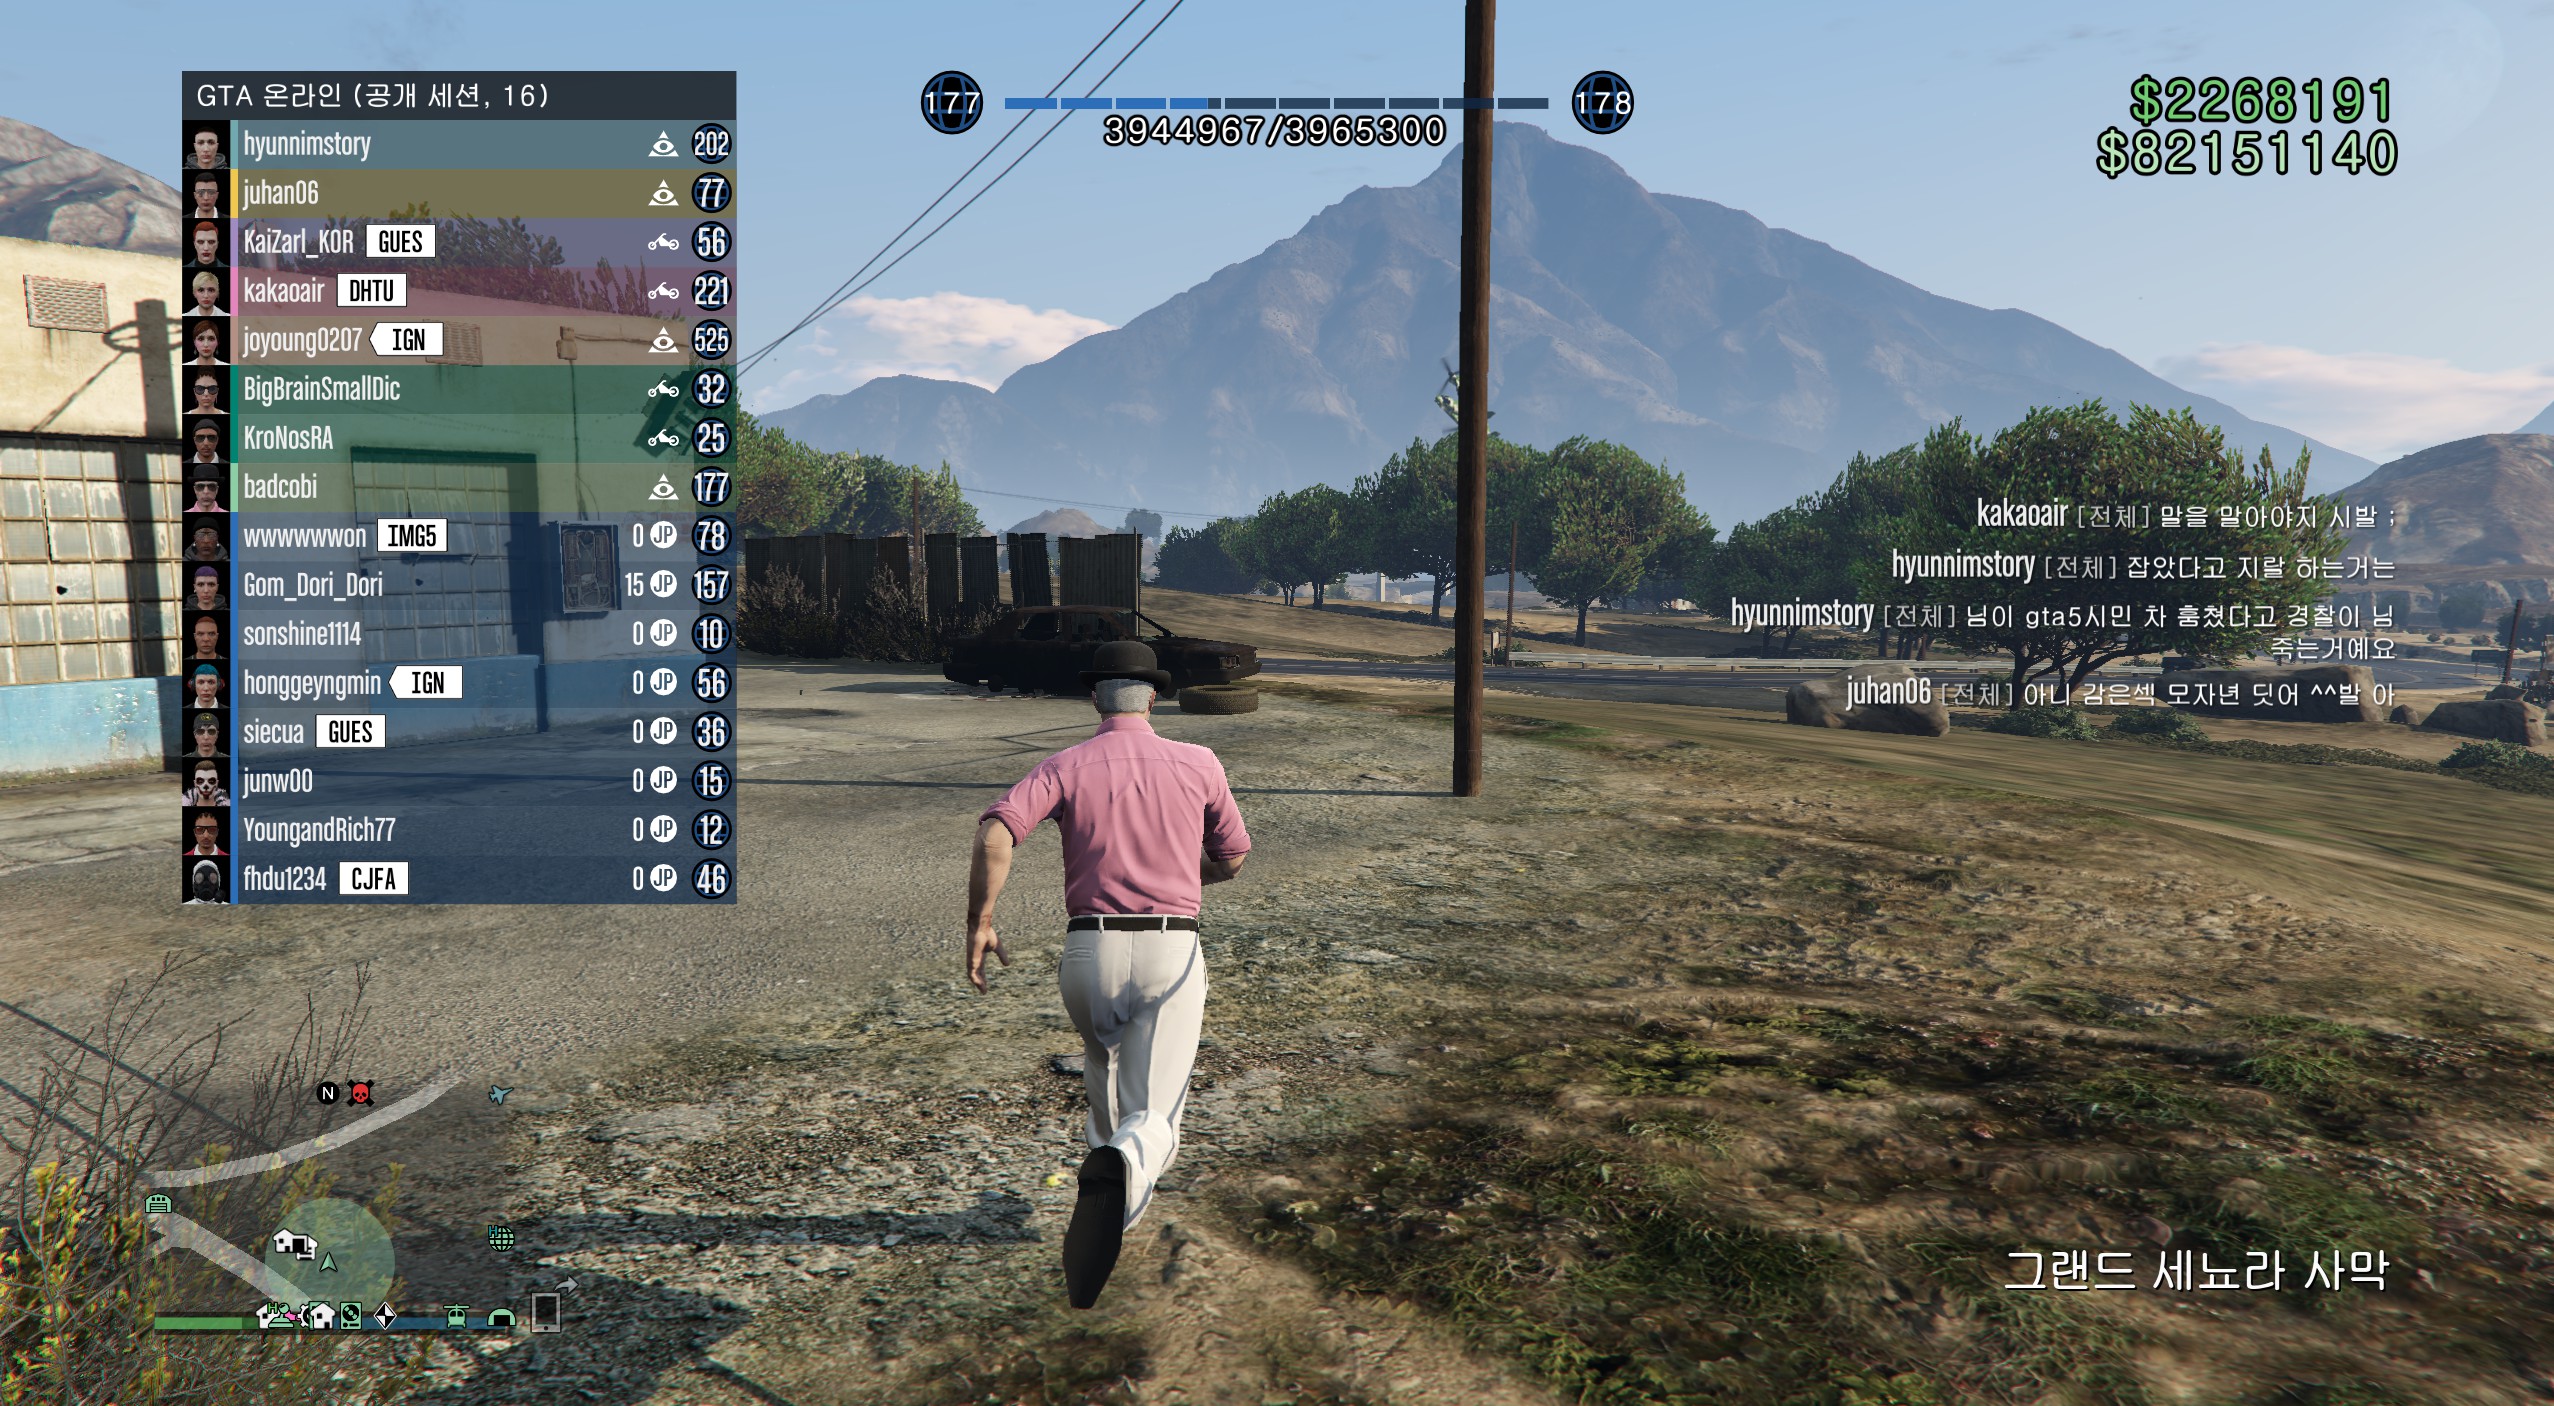 GTA 온라인 (공개 세션, 16)
hyunnimstory 202
juhan06 77
KaiZarl_KOR GUES 56
kakaoair DHTU 221
joyoung0207 IGN 525
BigBrainSmallDic 32
KroNosRA 25
badcobi 177
wwwwwwon IMG5 0 JP 78
Gom_Dori_Dori 15 JP 157
sonshine1114 0 JP 10
honggeyngmin IGN 0 JP 56
siecua GUES 0 JP 36
junw00 0 JP 15
YoungandRich77 0 JP 12
fhdu1234 CJFA 0 JP 46
177 178
3944967/3965300
$2268191
$82151140
kakaoair [전체] 말을 말아야지 시발 ;
hyunnimstory [전체] 잡았다고 지랄 하는거는
hyunnimstory [전체] 님이 gta5시민 차 훔쳤다고 경찰이 님
죽는거예요
juhan06 [전체] 아니 감은섹 모자년 딧어 ^^발 아
N
그랜드 세뇨라 사막